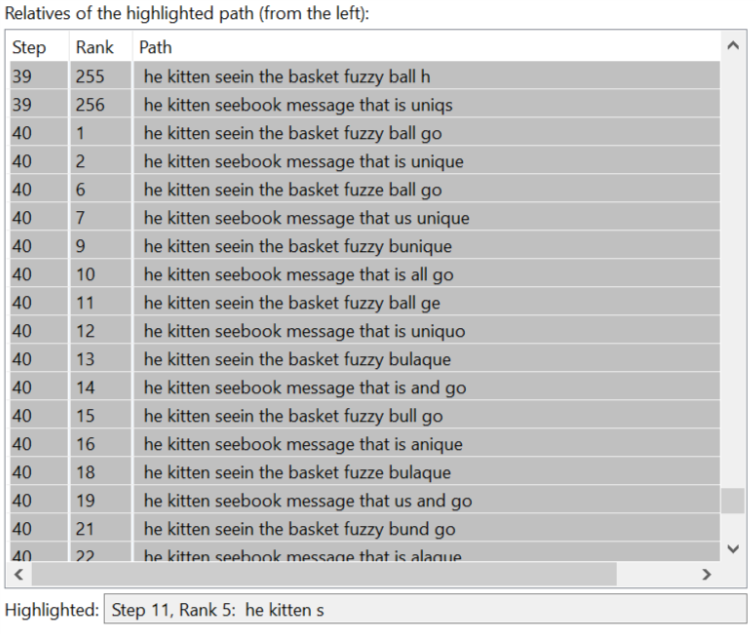 Relatives of the highlighted path (from the left):
Step Rank Path
39 255 he kitten seein the basket fuzzy ball h
39 256 he kitten seebook message that is uniqs
40 1 he kitten seein the basket fuzzy ball go
40 2 he kitten seebook message that is unique
40 6 he kitten seein the basket fuzze ball go
40 7 he kitten seebook message that us unique
40 9 he kitten seein the basket fuzzy bunique
40 10 he kitten seebook message that is all go
40 11 he kitten seein the basket fuzzy ball ge
40 12 he kitten seebook message that is uniquo
40 13 he kitten seein the basket fuzzy bulaque
40 14 he kitten seebook message that is and go
40 15 he kitten seein the basket fuzzy bull go
40 16 he kitten seebook message that is anique
40 18 he kitten seein the basket fuzze bulaque
40 19 he kitten seebook message that us and go
40 21 he kitten seein the basket fuzzy bund go
40 22 he kitten seebook message that is alaque
Highlighted: Step 11, Rank 5: he kitten s